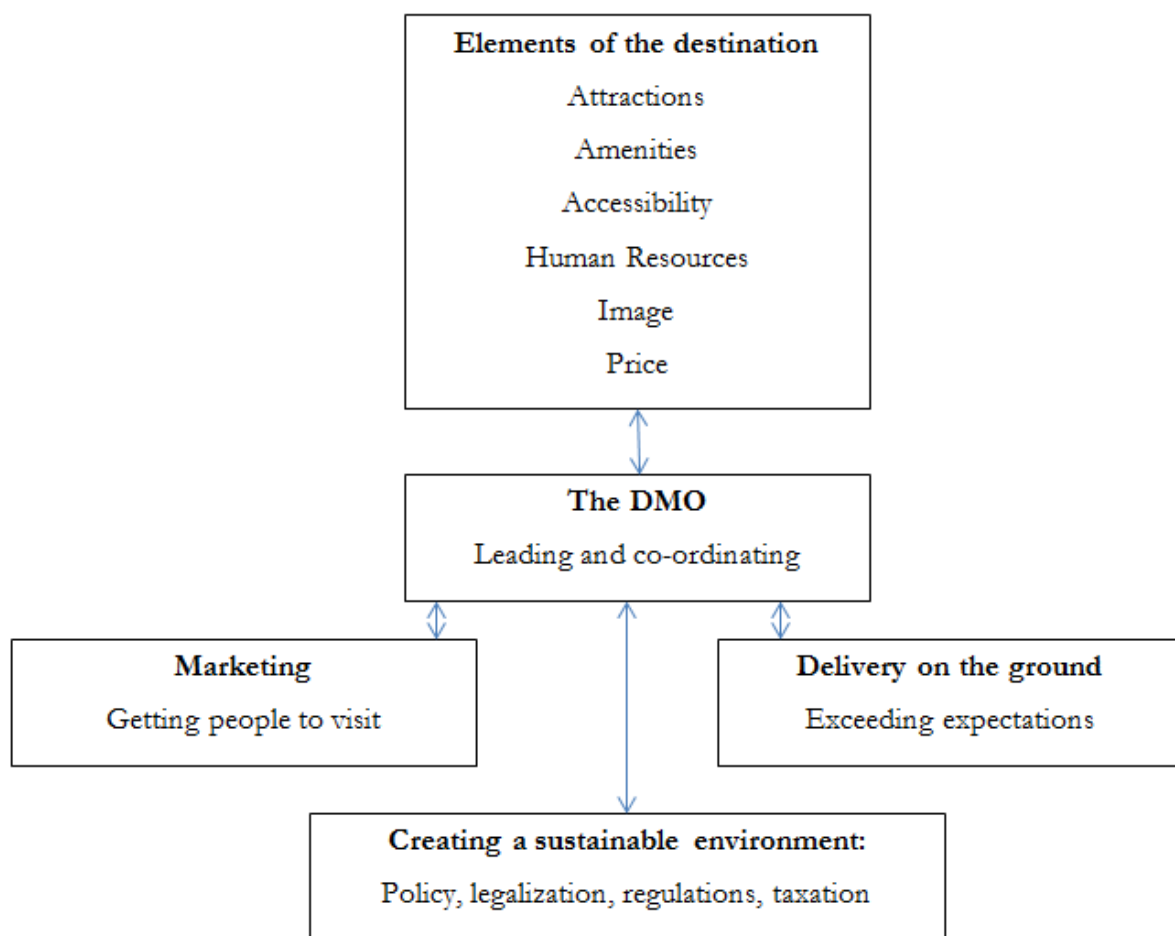 Elements of the destination
Attractions
Amenities
Accessibility
Human Resources
Image
Price
The DMO
Leading and co-ordinating
Marketing
Getting people to visit
Delivery on the ground
Exceeding expectations
Creating a sustainable environment:
Policy, legalization, regulations, taxation